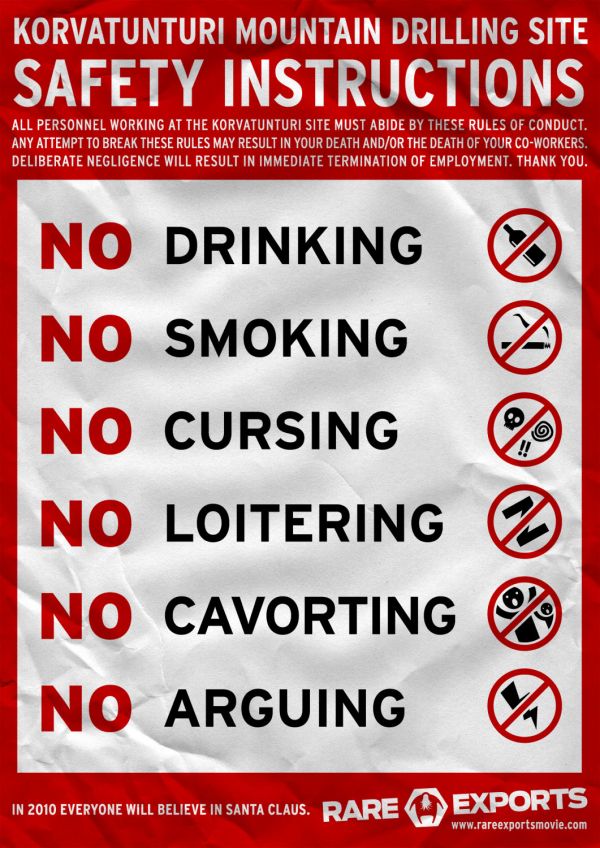 KORVATUNTURI MOUNTAIN DRILLING SITE
SAFETY INSTRUCTIONS
ALL PERSONNEL WORKING AT THE KORVATUNTURI SITE MUST ABIDE BY THESE RULES OF CONDUCT.
ANY ATTEMPT TO BREAK THESE RULES MAY RESULT IN YOUR DEATH AND/OR THE DEATH OF YOUR CO-WORKERS.
DELIBERATE NEGLIGENCE WILL RESULT IN IMMEDIATE TERMINATION OF EMPLOYMENT. THANK YOU.
NO DRINKING
NO SMOKING
NO CURSING
!!
NO LOITERING
NO CAVORTING
NO ARGUING
IN 2010 EVERYONE WILL BELIEVE IN SANTA CLAUS. RARE EXPORTS
www.rareexportsmovie.com